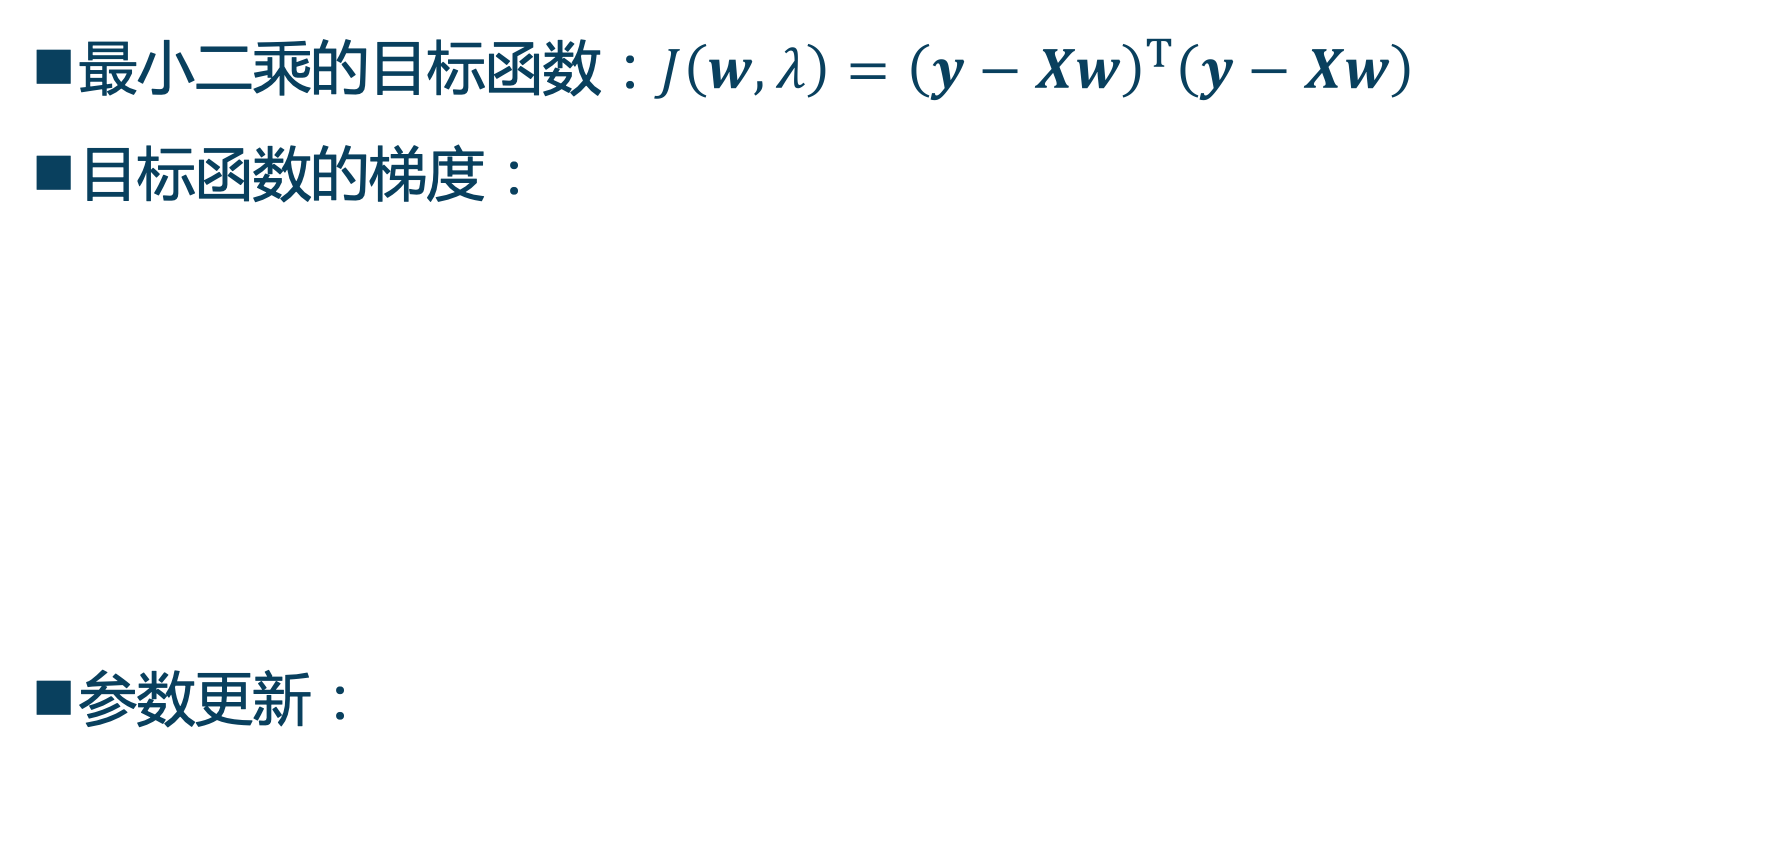 ■最小二乘的目标函数：J(w, λ) = (y − Xw)ᵀ(y − Xw)
■目标函数的梯度：
■参数更新：